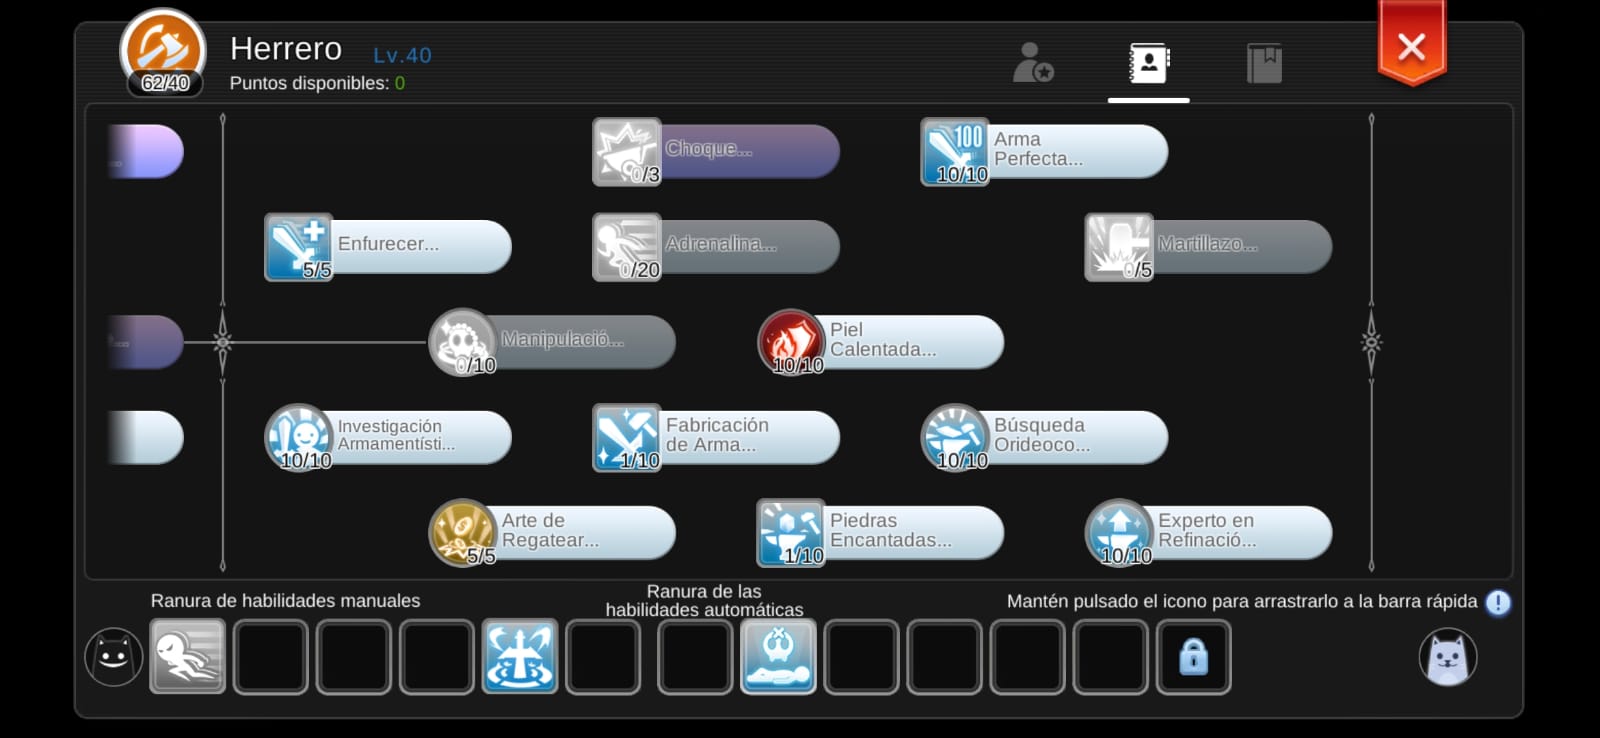 Herrero Lv.40
62/40
Puntos disponibles: 0
Choque...
0/3
100
Arma
Perfecta...
10/10
Enfurecer...
5/5
Adrenalina...
0/20
Martillazo...
0/5
Manipulació...
0/10
Piel
Calentada...
10/10
Investigación
Armamentísti...
10/10
Fabricación
de Arma...
1/10
Búsqueda
Orideoco...
10/10
Arte de
Regatear...
5/5
Piedras
Encantadas...
1/10
Experto en
Refinació...
10/10
Ranura de habilidades manuales
Ranura de las
habilidades automáticas
Mantén pulsado el icono para arrastrarlo a la barra rápida